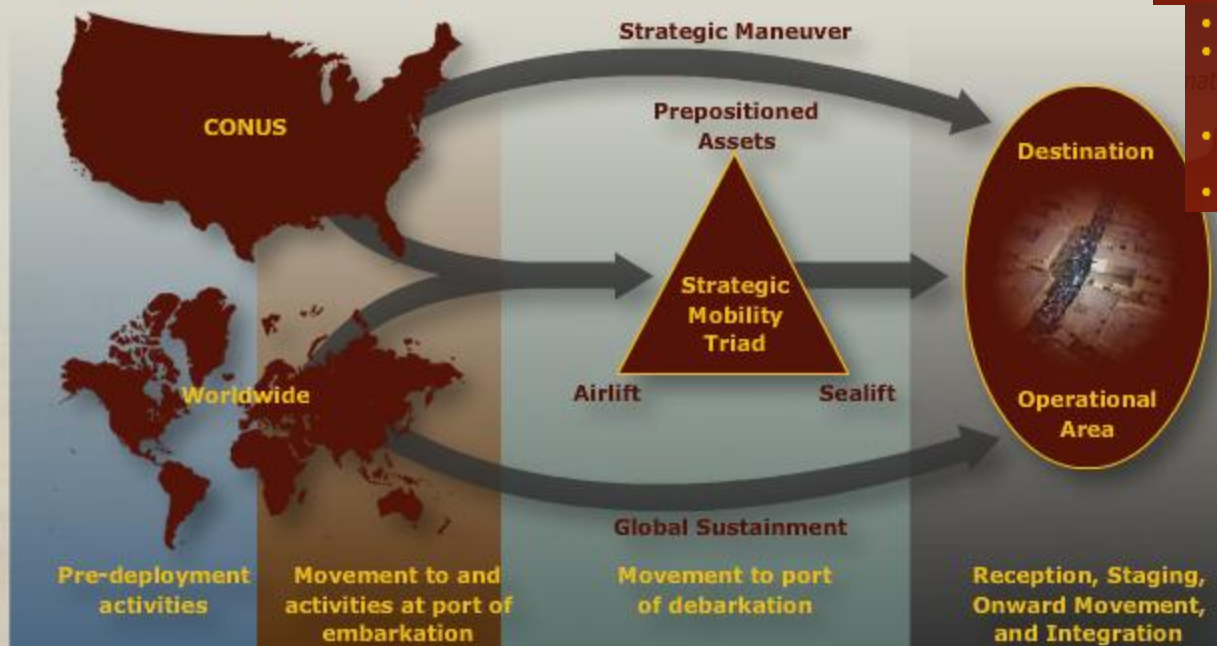 Strategic Maneuver
CONUS
Prepositioned
Assets
Destination
Strategic
Mobility
Triad
Worldwide
Airlift
Sealift
Operational
Area
Global Sustainment
Pre-deployment
activities
Movement to and
activities at port of
embarkation
Movement to port
of debarkation
Reception, Staging,
Onward Movement,
and Integration